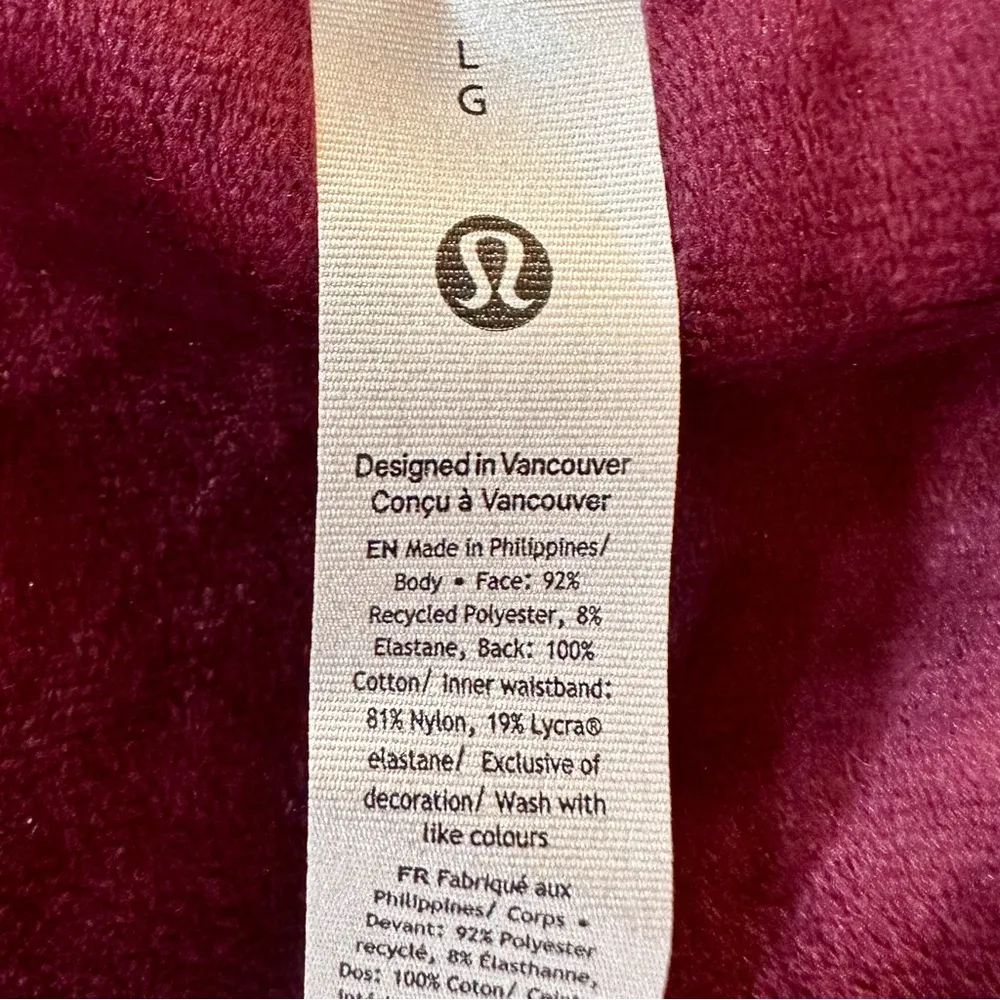 L
G
Designed in Vancouver
Conçu à Vancouver
EN Made in Philippines/
Body • Face: 92%
Recycled Polyester, 8%
Elastane, Back: 100%
Cotton/ Inner waistband:
81% Nylon, 19% Lycra®
elastane/ Exclusive of
decoration/ Wash with
like colours
FR Fabriqué aux
Philippines/ Corps •
Devant: 92% Polyester
recyclé, 8% Élasthanne,
Dos: 100% Coton/